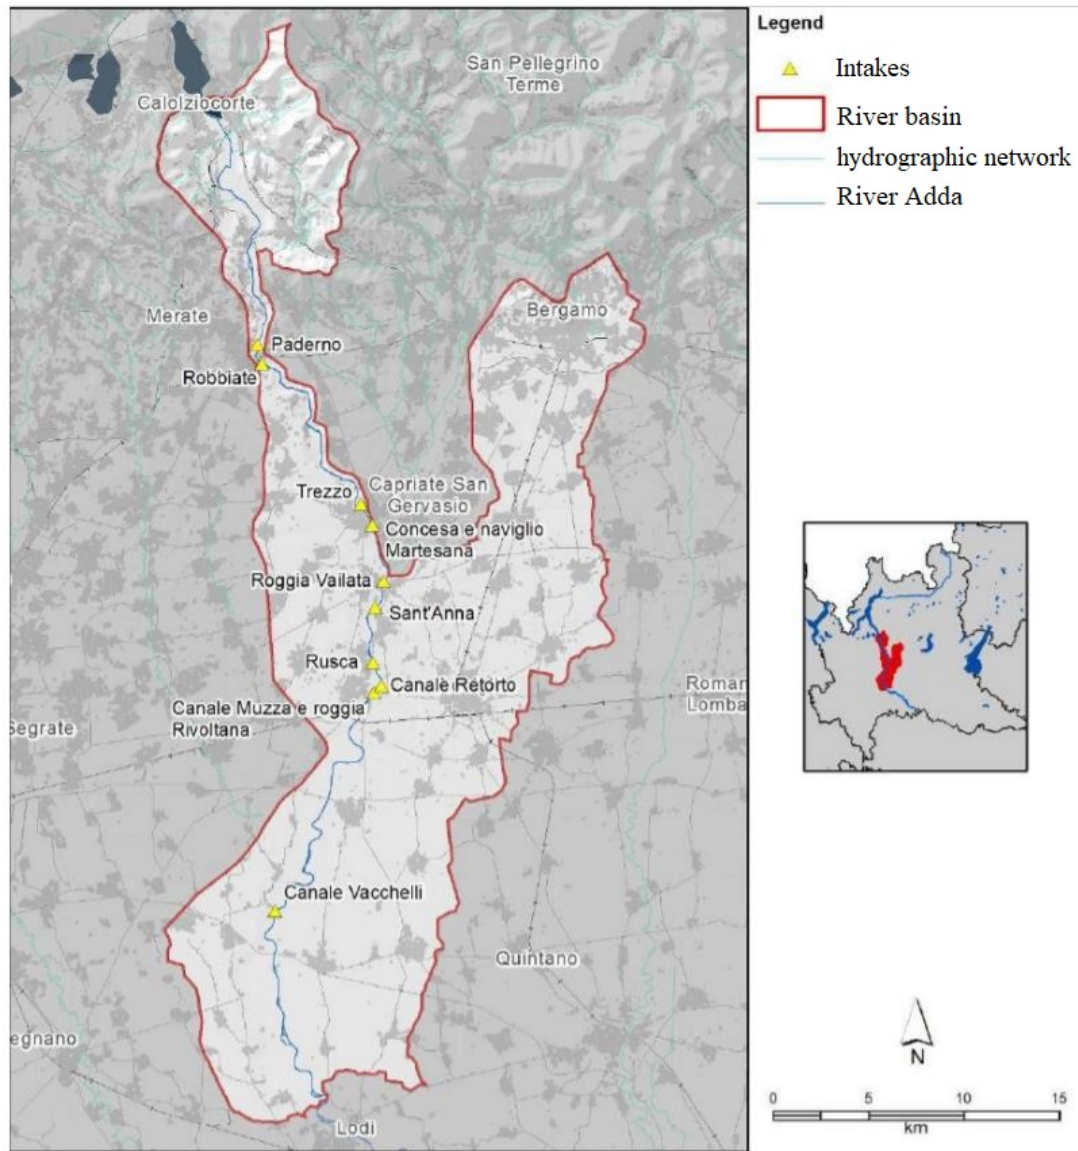 Legend
Intakes
River basin
hydrographic network
River Adda
San Pellegrino
Terme
Calolziocorte
Bergamo
Merate
Paderno
Robbiate
Trezzo
Capriate San
Gervasio
Concesa e naviglio
Martesana
Roggia Vailata
Sant'Anna
Rusca
Canale Retorto
Canale Muzza e roggia
Rivoltana
Roman
Lomba
Segrate
Canale Vacchelli
Quintano
egnano
Lodi
N
0 5 10 15
km